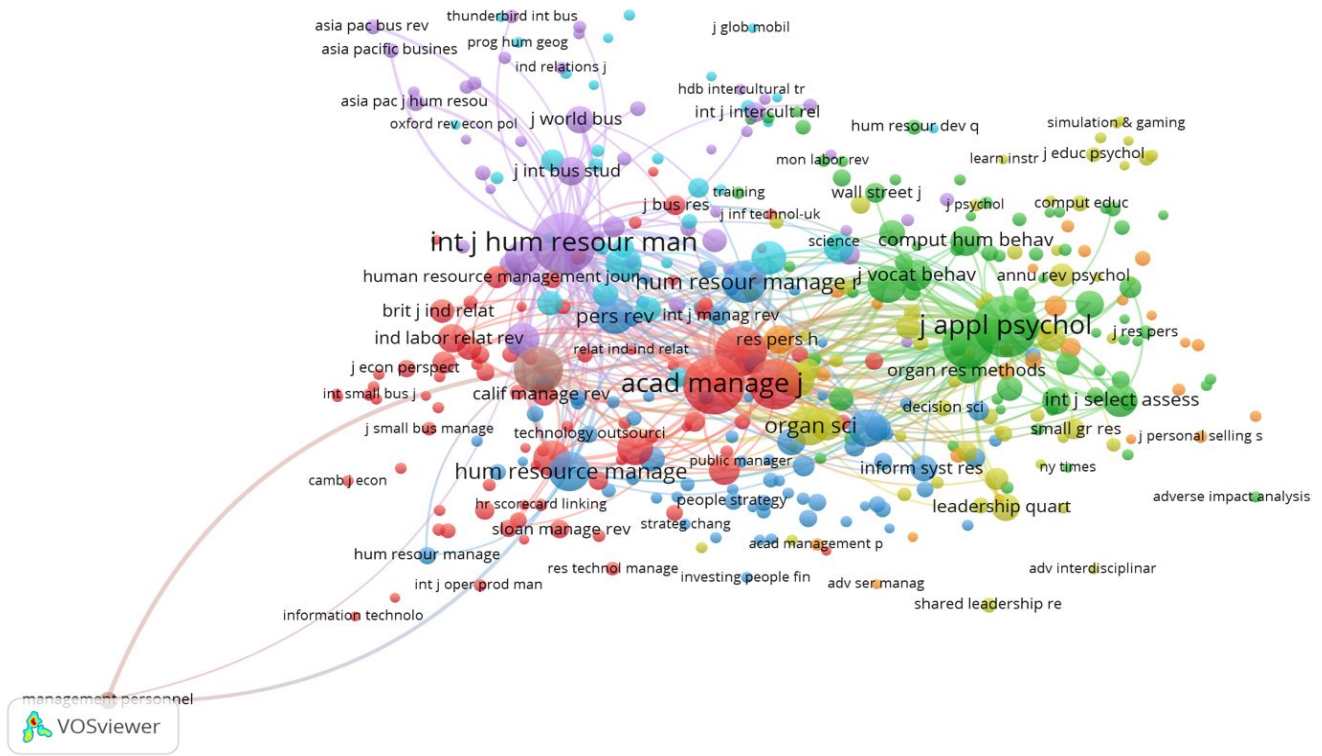 thunderbird int bus
asia pac bus rev
j glob mobil
prog hum geog
asia pacific busines
ind relations j
hdb intercultural tr
asia pac j hum resou
int j intercult rel
j world bus
oxford rev econ pol
hum resour dev q
simulation & gaming
mon labor rev
learn instr
j educ psychol
j int bus stud
training
wall street j
j bus res
j psychol
comput educ
j inf technol-uk
int j hum resour man
science
comput hum behav
human resource management jour
hum resour manage r
j vocat behav
annu rev psychol
brit j ind relat
pers rev
int j manag rev
j appl psychol
j res pers
ind labor relat rev
res pers h
relat ind-ind relat
j econ perspect
organ res methods
acad manage j
int small bus j
calif manage rev
int j select assess
decision sci
j small bus manage
technology outsourci
organ sci
small gr res
j personal selling s
public manager
hum resource manage
inform syst res
ny times
camb j econ
adverse impact analysis
hr scorecard linking
people strategy
leadership quart
sloan manage rev
strateg chang
acad management p
hum resour manage
res technol manage
adv interdisciplinar
investing people fin
int j oper prod man
adv ser manag
shared leadership re
information technolo
management personnel
VOSviewer